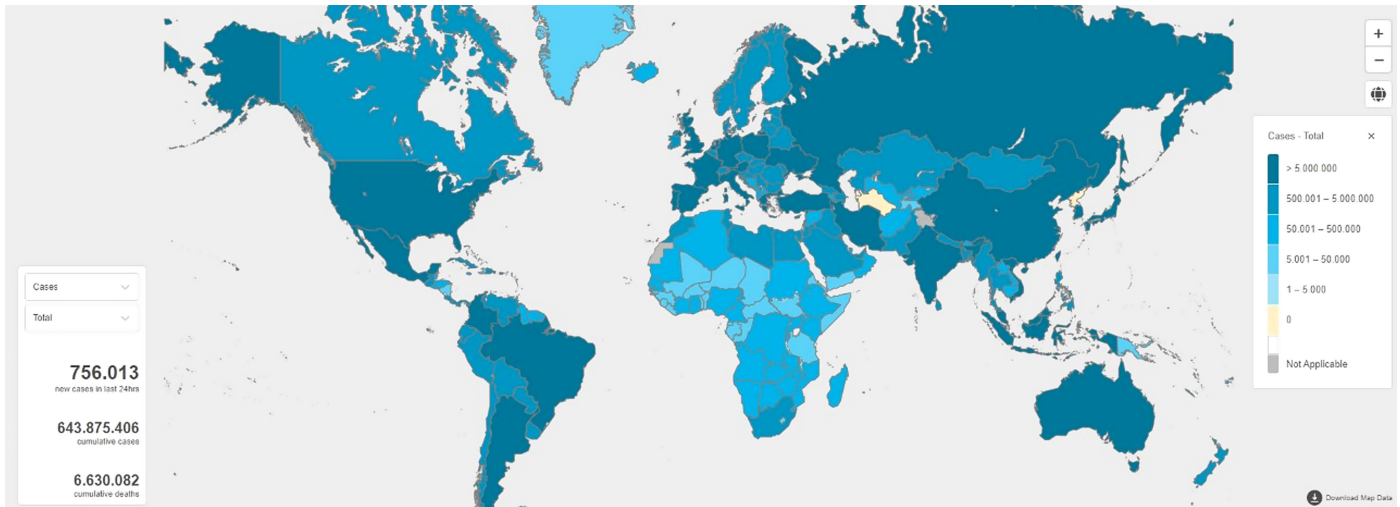 Cases - Total ×
> 5 000 000
500.001 – 5.000 000
50.001 – 500.000
5.001 – 50.000
1 – 5 000
0
Not Applicable
Cases
Total
756.013
new cases in last 24hrs
643.875.406
cumulative cases
6.630.082
cumulative deaths
Download Map Data